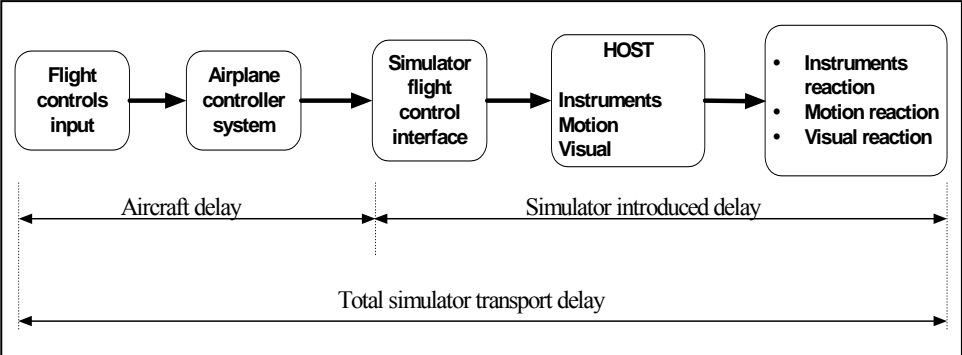 Flight
controls
input
Airplane
controller
system
Simulator
flight
control
interface
HOST
Instruments
Motion
Visual
• Instruments
reaction
• Motion reaction
• Visual reaction
Aircraft delay
Simulator introduced delay
Total simulator transport delay